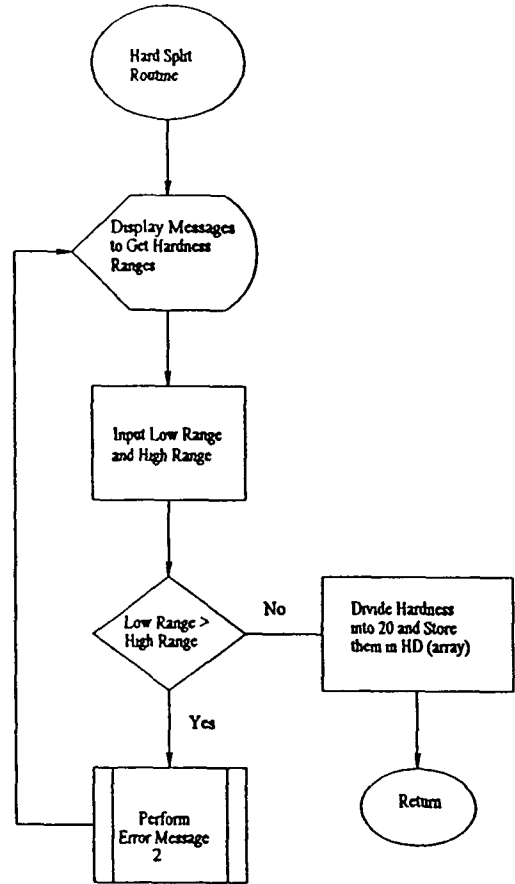 Hard Split
Routine
Display Messages
to Get Hardness
Ranges
Input Low Range
and High Range
Low Range >
High Range
No
Divide Hardness
into 20 and Store
them in HD (array)
Yes
Perform
Error Message
2
Return